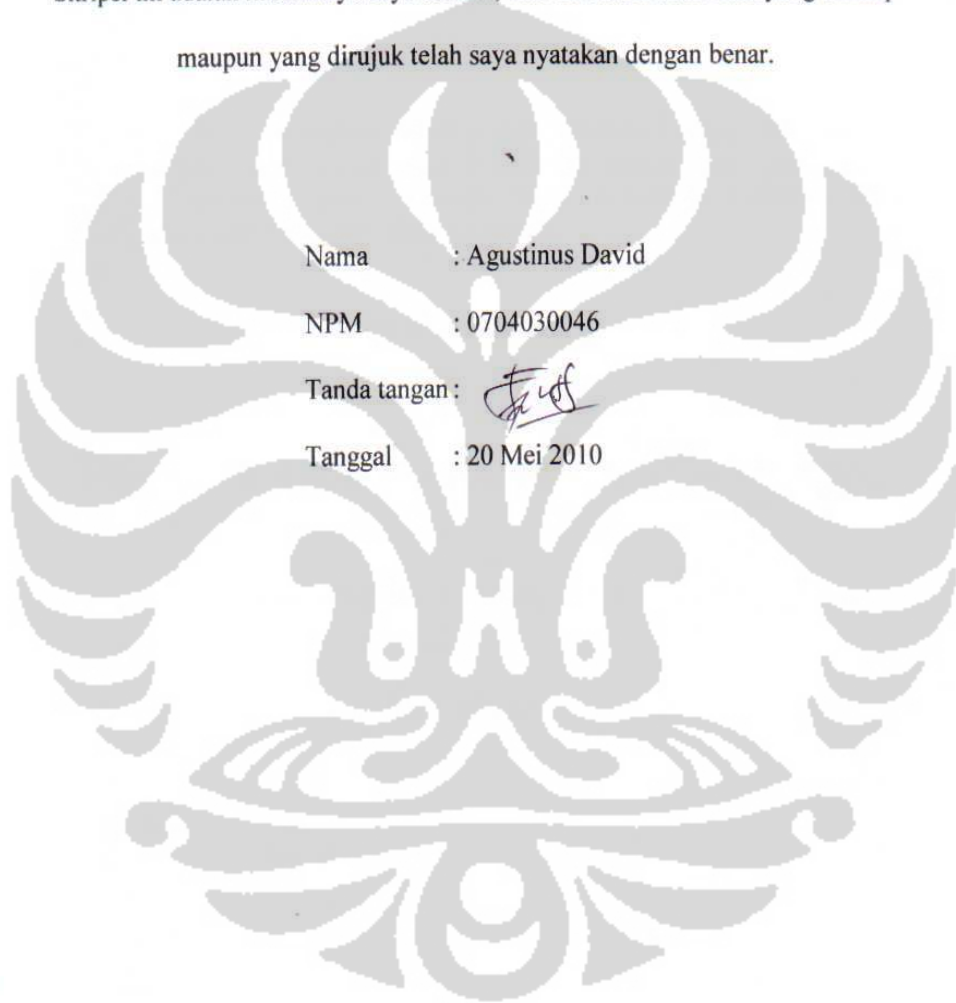 maupun yang dirujuk telah saya nyatakan dengan benar.
Nama : Agustinus David
NPM : 0704030046
Tanda tangan :
Tanggal : 20 Mei 2010